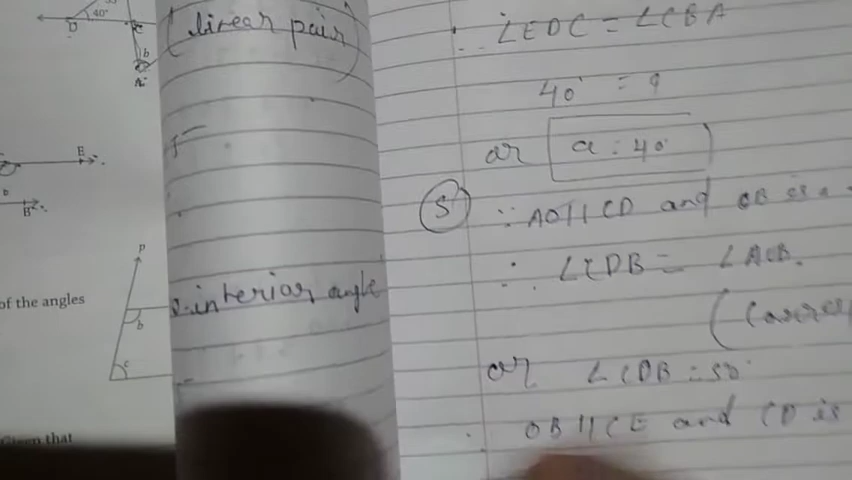 40°
D
b
A
E
B
P
of the angles
b
c
Given that
(linear pair)
interior angle
∴ ∠EDC = ∠CBA
40° = a
or a = 40°
(5) ∵ AO || CD and OB is a
∴ ∠CDB = ∠AOB.
or ∠CDB = 50°
OB || CE and CD is